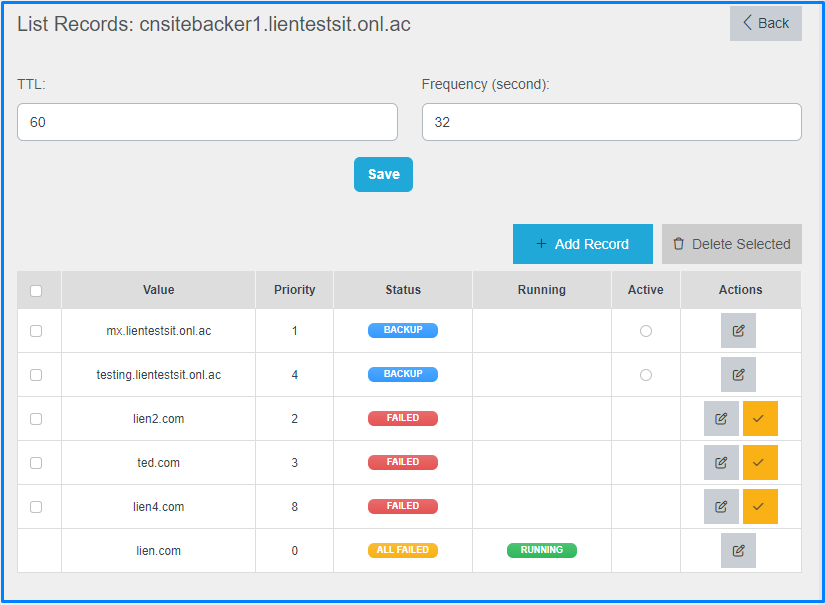 List Records: cnsitebacker1.lientestsit.onl.ac
Back
TTL: Frequency (second):
60 32
Save
Add Record Delete Selected
Value Priority Status Running Active Actions
mx.lientestsit.onl.ac 1 BACKUP
testing.lientestsit.onl.ac 4 BACKUP
lien2.com 2 FAILED
ted.com 3 FAILED
lien4.com 8 FAILED
lien.com 0 ALL FAILED RUNNING